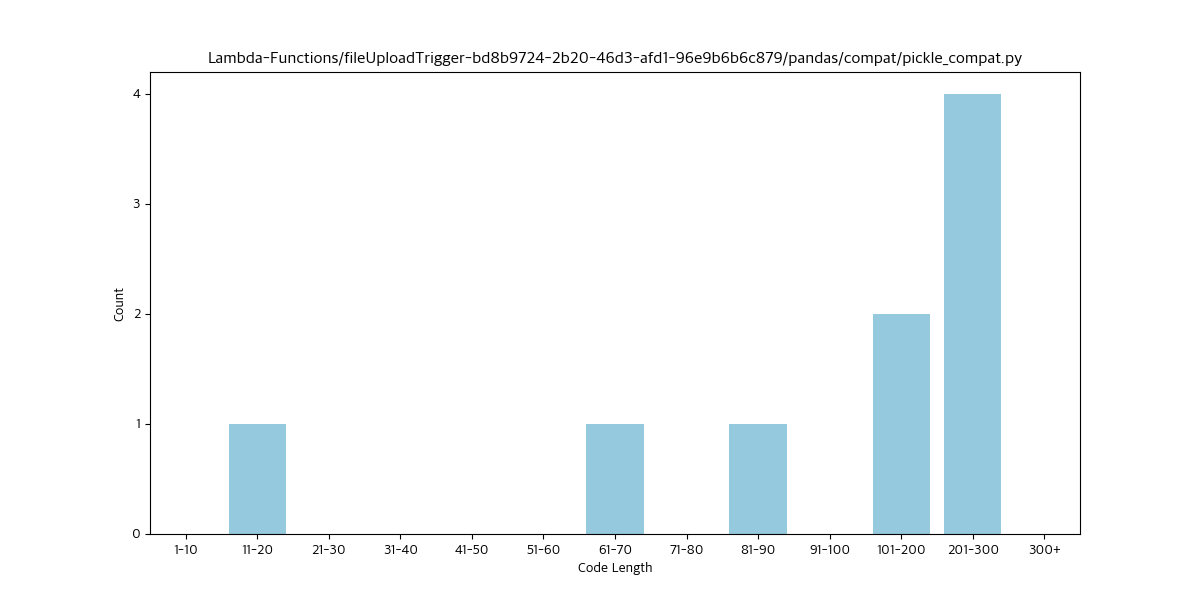 Lambda-Functions/fileUploadTrigger-bd8b9724-2b20-46d3-afd1-96e9b6b6c879/pandas/compat/pickle_compat.py
4
3
2
1
0
Count
1-10 11-20 21-30 31-40 41-50 51-60 61-70 71-80 81-90 91-100 101-200 201-300 300+
Code Length